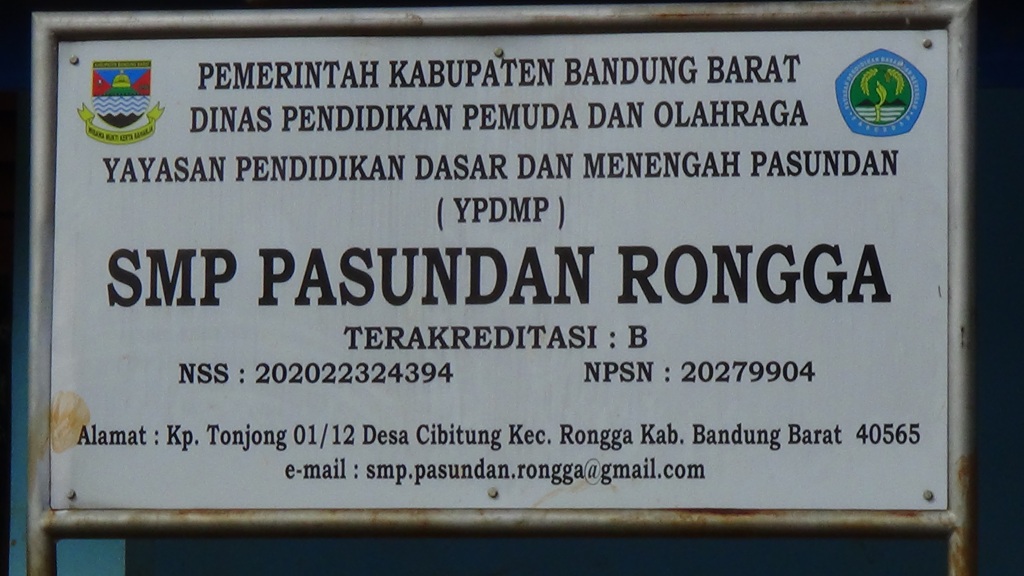 PEMERINTAH KABUPATEN BANDUNG BARAT
DINAS PENDIDIKAN PEMUDA DAN OLAHRAGA
YAYASAN PENDIDIKAN DASAR DAN MENENGAH PASUNDAN
( YPDMP )
SMP PASUNDAN RONGGA
TERAKREDITASI : B
NSS : 202022324394 NPSN : 20279904
Alamat : Kp. Tonjong 01/12 Desa Cibitung Kec. Rongga Kab. Bandung Barat 40565
e-mail : smp.pasundan.rongga@gmail.com